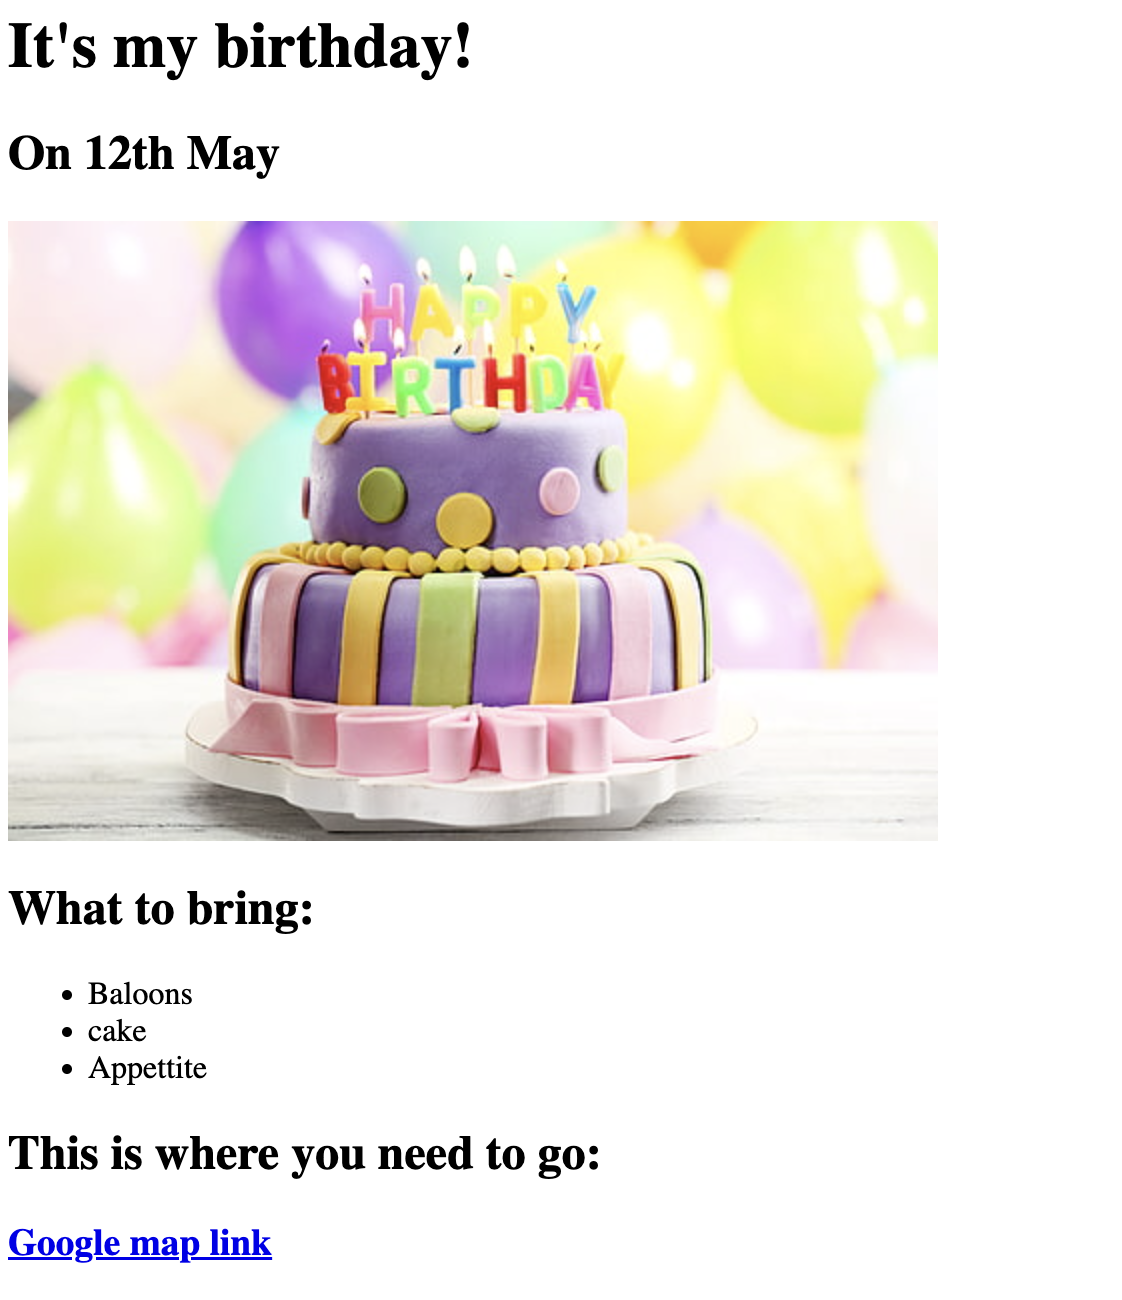 It's my birthday!
On 12th May
HAPPY
BIRTHDAY
What to bring:
Baloons
cake
Appettite
This is where you need to go:
Google map link